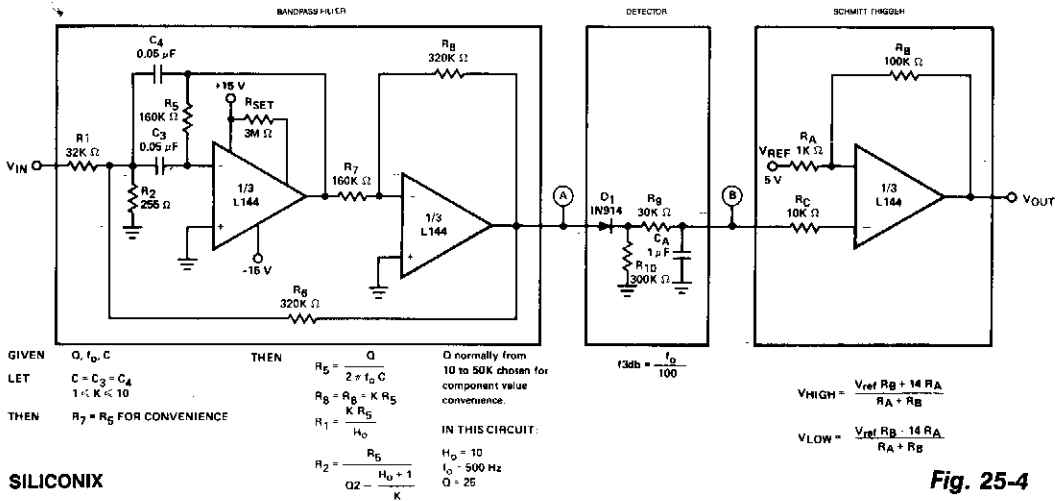 BANDPASS FILTER
DETECTOR
SCHMITT TRIGGER
C4
0.05 µF
R8
320K Ω
RB
100K Ω
+15 V
R5
160K Ω
RSET
3M Ω
R1
32K Ω
C3
0.05 µF
VIN
R2
255 Ω
−
+
1/3
L144
-15 V
R7
160K Ω
−
+
1/3
L144
R6
320K Ω
A
D1
IN914
R9
30K Ω
CA
1 µF
R10
300K Ω
B
VREF
5 V
RA
1K Ω
RC
10K Ω
+
−
1/3
L144
VOUT
GIVEN Q, fo, C
LET C = C3 = C4
1 ≤ K ≤ 10
THEN R7 = R5 FOR CONVENIENCE
THEN
R5 = Q / 2 π fo C
R8 = R6 = K R5
R1 = K R5 / Ho
R2 = R5 / Q2 - Ho + 1 / K
Q normally from
10 to 50K chosen for
component value
convenience.
IN THIS CIRCUIT:
Ho = 10
fo = 500 Hz
Q = 25
f3db = fo / 100
VHIGH = Vref RB + 14 RA / RA + RB
VLOW = Vref RB - 14 RA / RA + RB
SILICONIX
Fig. 25-4